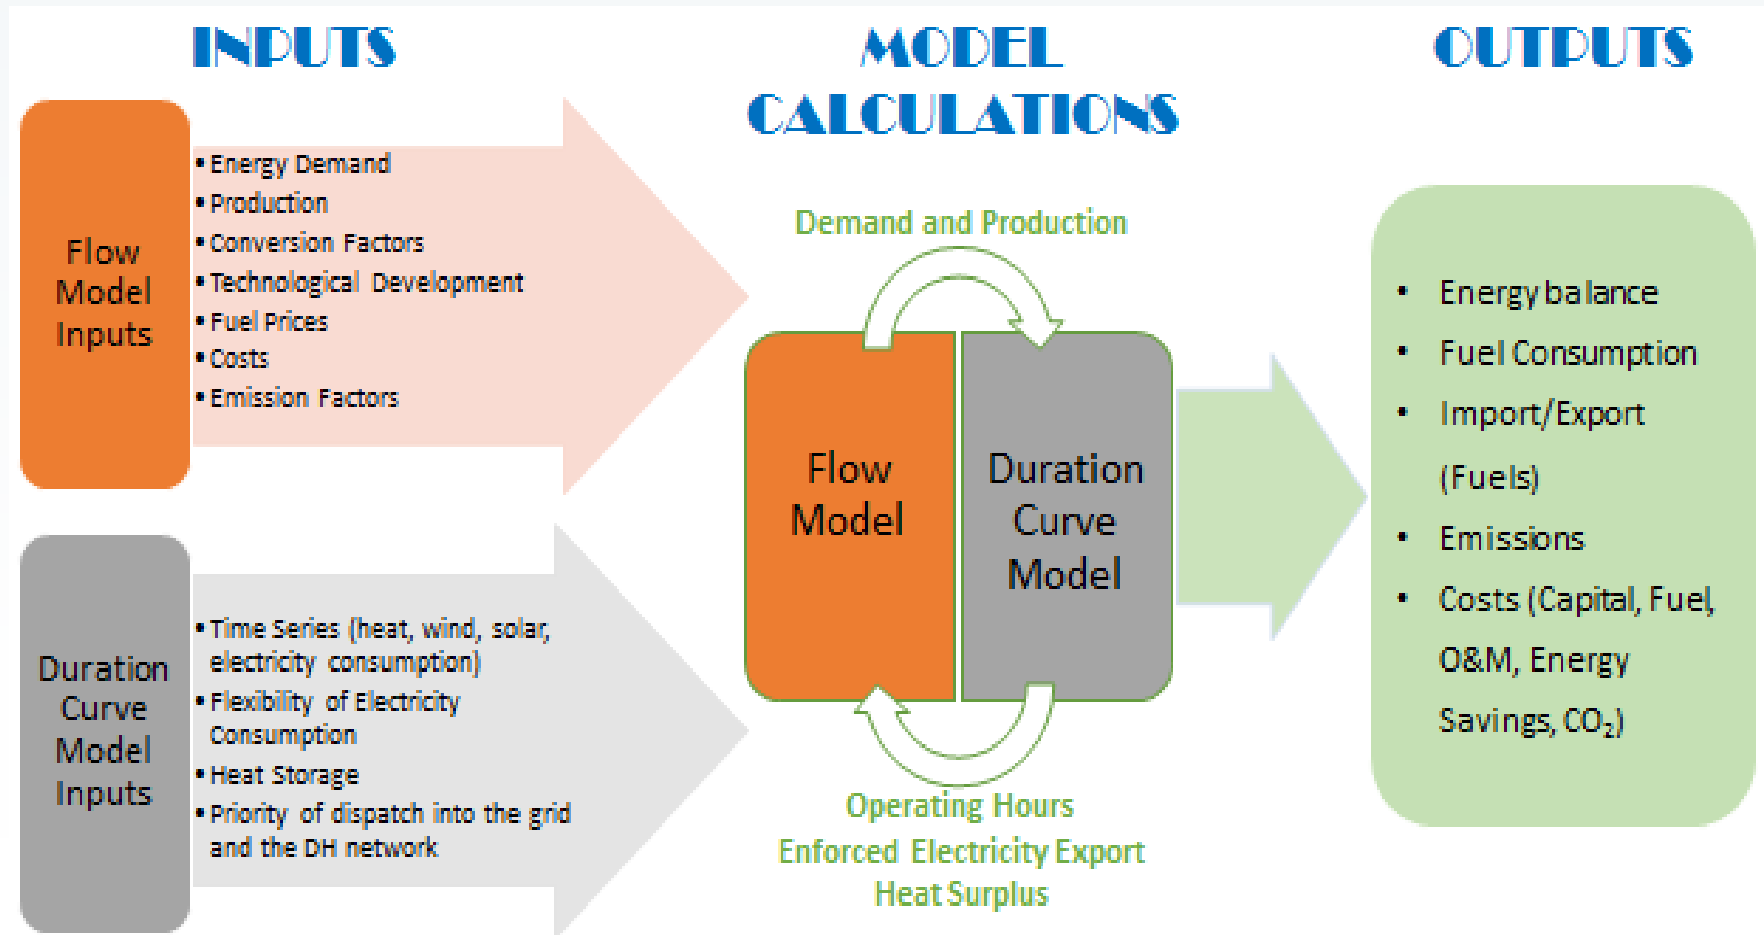 INPUTS
Flow
Model
Inputs
• Energy Demand
• Production
• Conversion Factors
• Technological Development
• Fuel Prices
• Costs
• Emission Factors
Duration
Curve
Model
Inputs
• Time Series (heat, wind, solar,
electricity consumption)
• Flexibility of Electricity
Consumption
• Heat Storage
• Priority of dispatch into the grid
and the DH network
MODEL
CALCULATIONS
Demand and Production
Flow
Model
Duration
Curve
Model
Operating Hours
Enforced Electricity Export
Heat Surplus
OUTPUTS
• Energy balance
• Fuel Consumption
• Import/Export
(Fuels)
• Emissions
• Costs (Capital, Fuel,
O&M, Energy
Savings, CO₂)